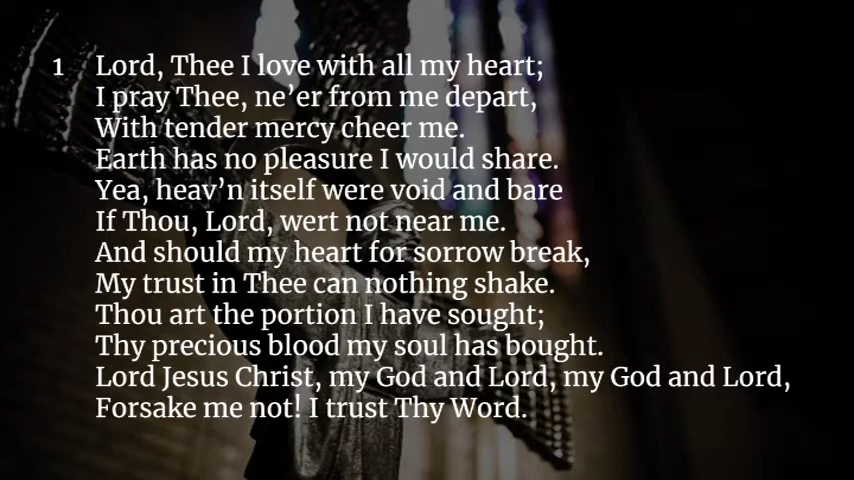 1 Lord, Thee I love with all my heart;
I pray Thee, ne’er from me depart,
With tender mercy cheer me.
Earth has no pleasure I would share.
Yea, heav’n itself were void and bare
If Thou, Lord, wert not near me.
And should my heart for sorrow break,
My trust in Thee can nothing shake.
Thou art the portion I have sought;
Thy precious blood my soul has bought.
Lord Jesus Christ, my God and Lord, my God and Lord,
Forsake me not! I trust Thy Word.